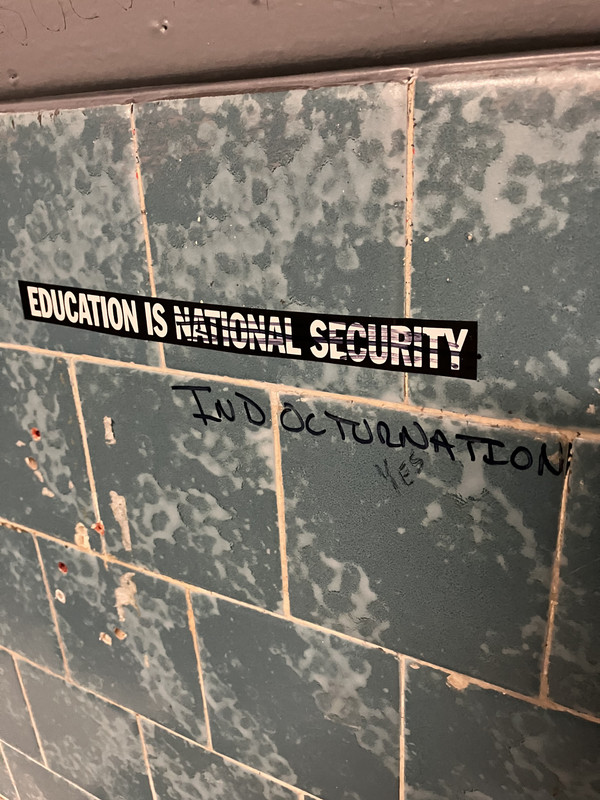 EDUCATION IS NATIONAL SECURITY
INDOCTURNATION
YES